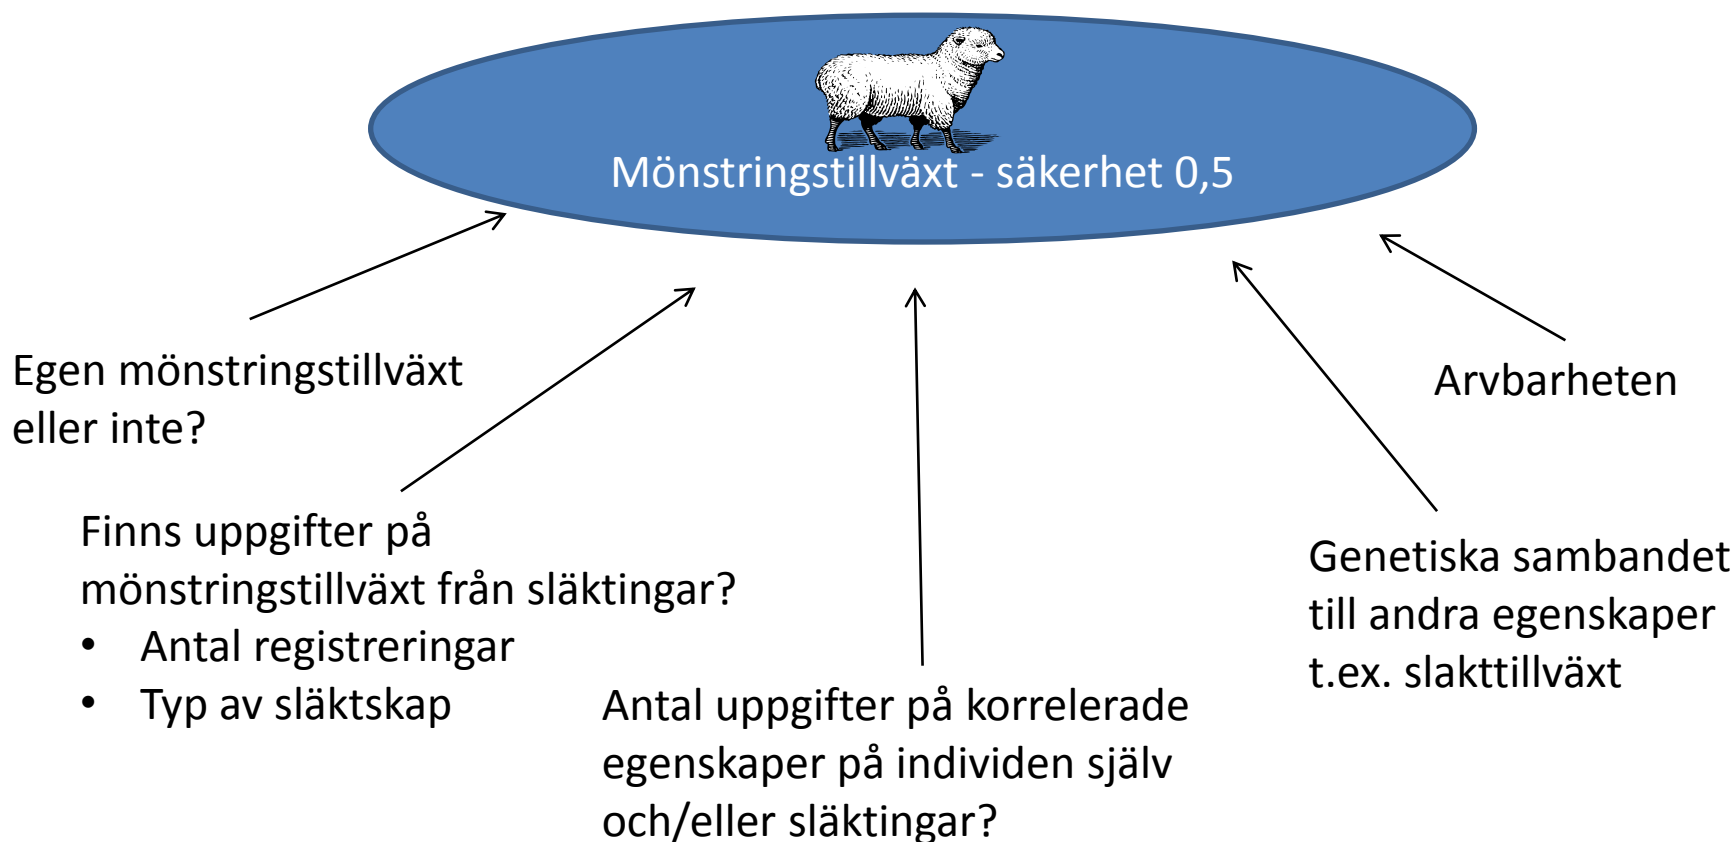 Mönstringstillväxt - säkerhet 0,5
Egen mönstringstillväxt
eller inte?
Arvbarheten
Finns uppgifter på
mönstringstillväxt från släktingar?
• Antal registreringar
• Typ av släktskap
Genetiska sambandet
till andra egenskaper
t.ex. slakttillväxt
Antal uppgifter på korrelerade
egenskaper på individen själv
och/eller släktingar?